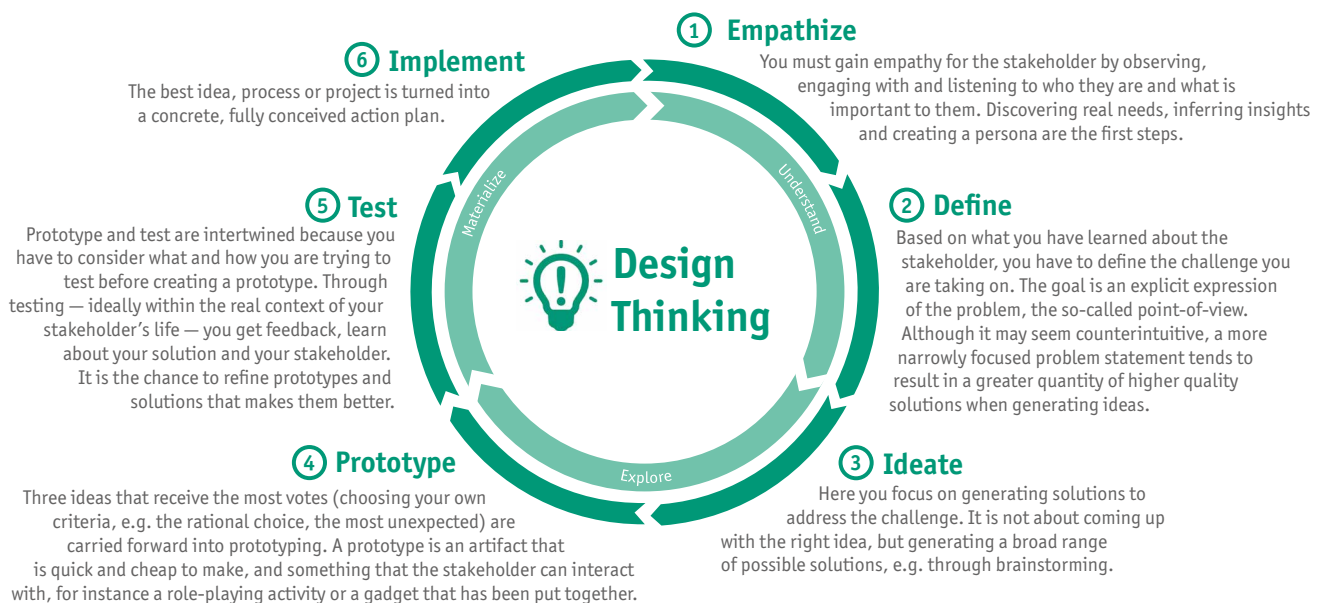 1 Empathize
You must gain empathy for the stakeholder by observing,
engaging with and listening to who they are and what is
important to them. Discovering real needs, inferring insights
and creating a persona are the first steps.
2 Define
Based on what you have learned about the
stakeholder, you have to define the challenge you
are taking on. The goal is an explicit expression
of the problem, the so-called point-of-view.
Although it may seem counterintuitive, a more
narrowly focused problem statement tends to
result in a greater quantity of higher quality
solutions when generating ideas.
3 Ideate
Here you focus on generating solutions to
address the challenge. It is not about coming up
with the right idea, but generating a broad range
of possible solutions, e.g. through brainstorming.
4 Prototype
Three ideas that receive the most votes (choosing your own
criteria, e.g. the rational choice, the most unexpected) are
carried forward into prototyping. A prototype is an artifact that
is quick and cheap to make, and something that the stakeholder can interact
with, for instance a role-playing activity or a gadget that has been put together.
5 Test
Prototype and test are intertwined because you
have to consider what and how you are trying to
test before creating a prototype. Through
testing — ideally within the real context of your
stakeholder's life — you get feedback, learn
about your solution and your stakeholder.
It is the chance to refine prototypes and
solutions that makes them better.
6 Implement
The best idea, process or project is turned into
a concrete, fully conceived action plan.
Understand
Explore
Materialize
Design
Thinking